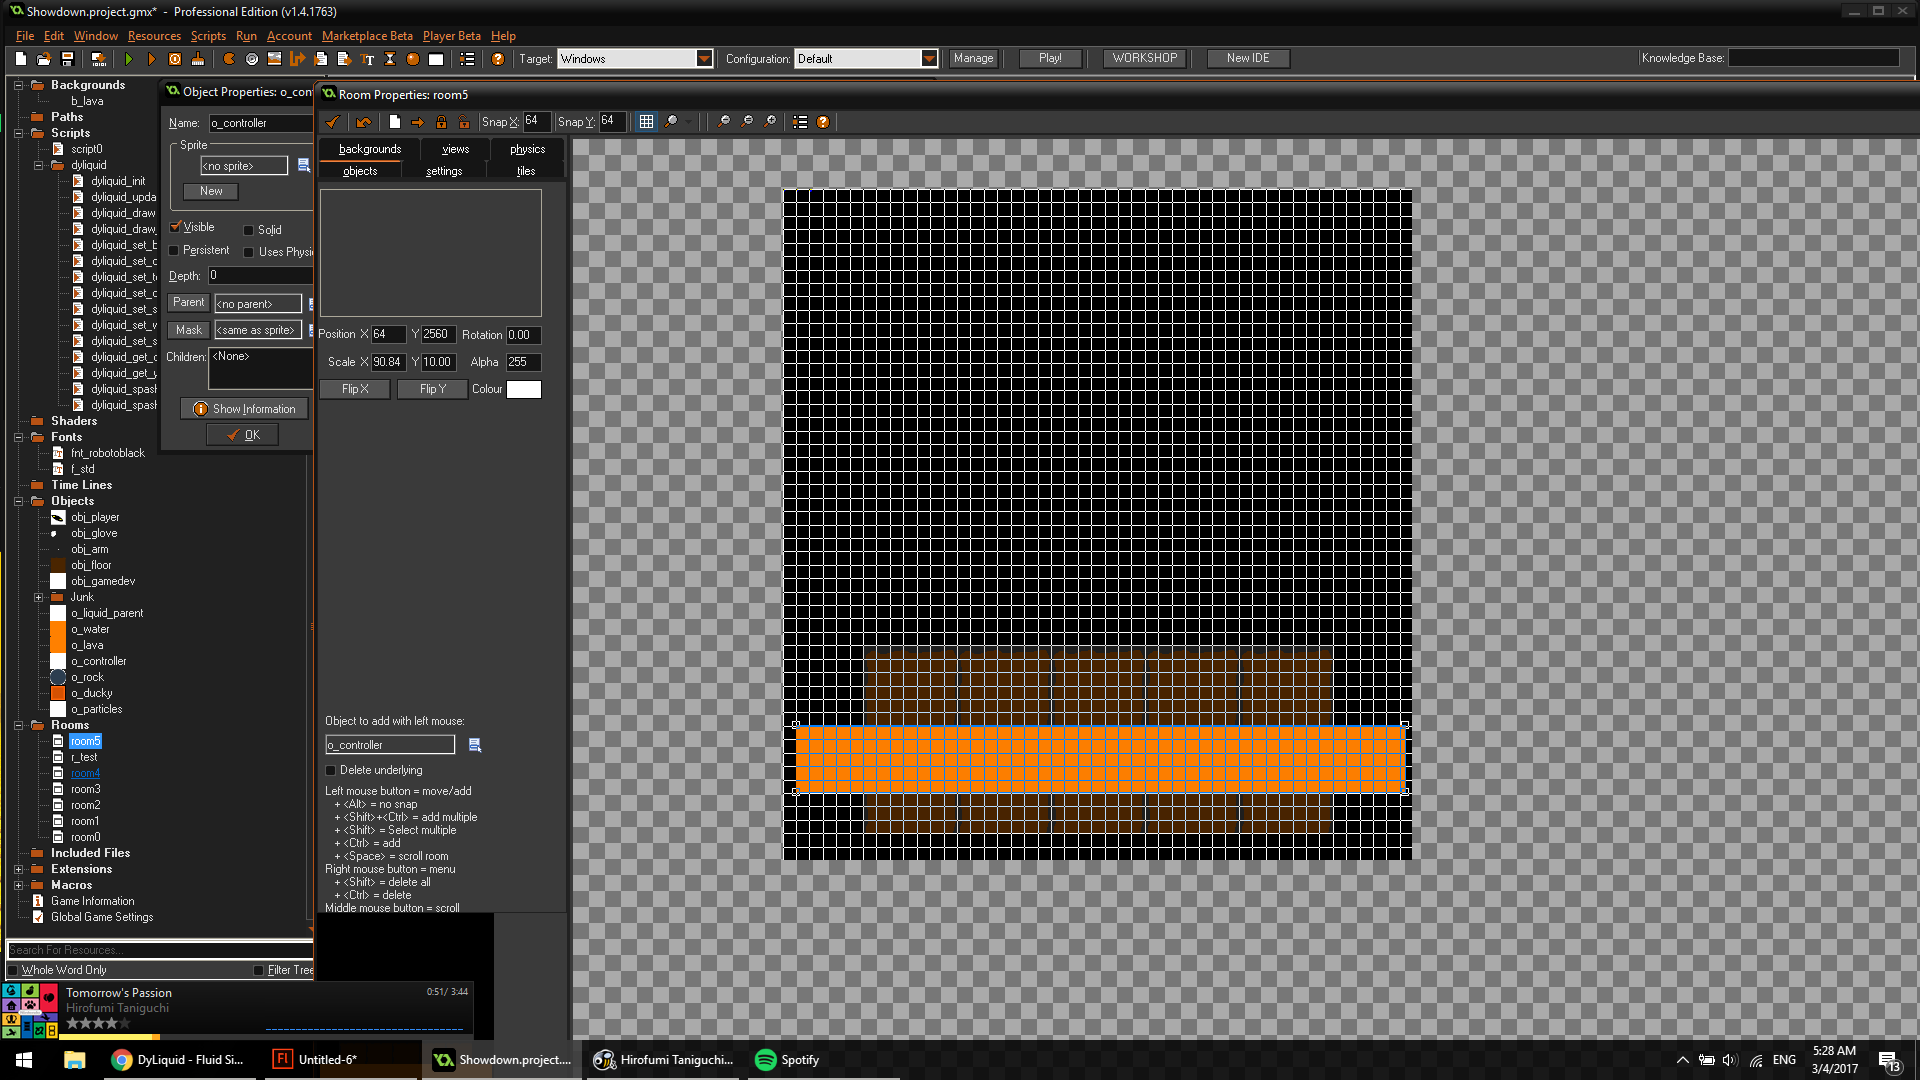 Showdown.project.gmx* - Professional Edition (v1.4.1763)
File Edit Window Resources Scripts Run Account Marketplace Beta Player Beta Help
Target: Windows Configuration: Default Manage Play! WORKSHOP New IDE Knowledge Base:
Backgrounds
b_lava
Paths
Scripts
script0
dyliquid
dyliquid_init
dyliquid_upda
dyliquid_draw
dyliquid_draw_
dyliquid_set_b
dyliquid_set_c
dyliquid_set_t
dyliquid_set_c
dyliquid_set_s
dyliquid_set_w
dyliquid_set_s
dyliquid_get_c
dyliquid_get_y
dyliquid_spash
dyliquid_spash
Shaders
Fonts
fnt_robotoblack
f_std
Time Lines
Objects
obj_player
obj_glove
obj_arm
obj_floor
obj_gamedev
Junk
o_liquid_parent
o_water
o_lava
o_controller
o_rock
o_ducky
o_particles
Rooms
room5
r_test
room4
room3
room2
room1
room0
Included Files
Extensions
Macros
Game Information
Global Game Settings
Search For Resources...
Whole Word Only Filter Tree
Object Properties: o_con
Name: o_controller
Sprite
<no sprite>
New
Visible Solid
Persistent Uses Physi
Depth: 0
Parent <no parent>
Mask <same as sprite>
Children: <None>
Show Information
OK
Room Properties: room5
Snap X: 64 Snap Y: 64
backgrounds views physics
objects settings tiles
Position X 64 Y 2560 Rotation 0.00
Scale X 90.84 Y 10.00 Alpha 255
Flip X Flip Y Colour
Object to add with left mouse:
o_controller
Delete underlying
Left mouse button = move/add
+ <Alt> = no snap
+ <Shift>+<Ctrl> = add multiple
+ <Shift> = Select multiple
+ <Ctrl> = add
+ <Space> = scroll room
Right mouse button = menu
+ <Shift> = delete all
+ <Ctrl> = delete
Middle mouse button = scroll
Tomorrow's Passion 0:51/ 3:44
Hirofumi Taniguchi
DyLiquid - Fluid Si... Fl Untitled-6* Showdown.project.... Hirofumi Taniguchi... Spotify ENG 5:28 AM
3/4/2017 13